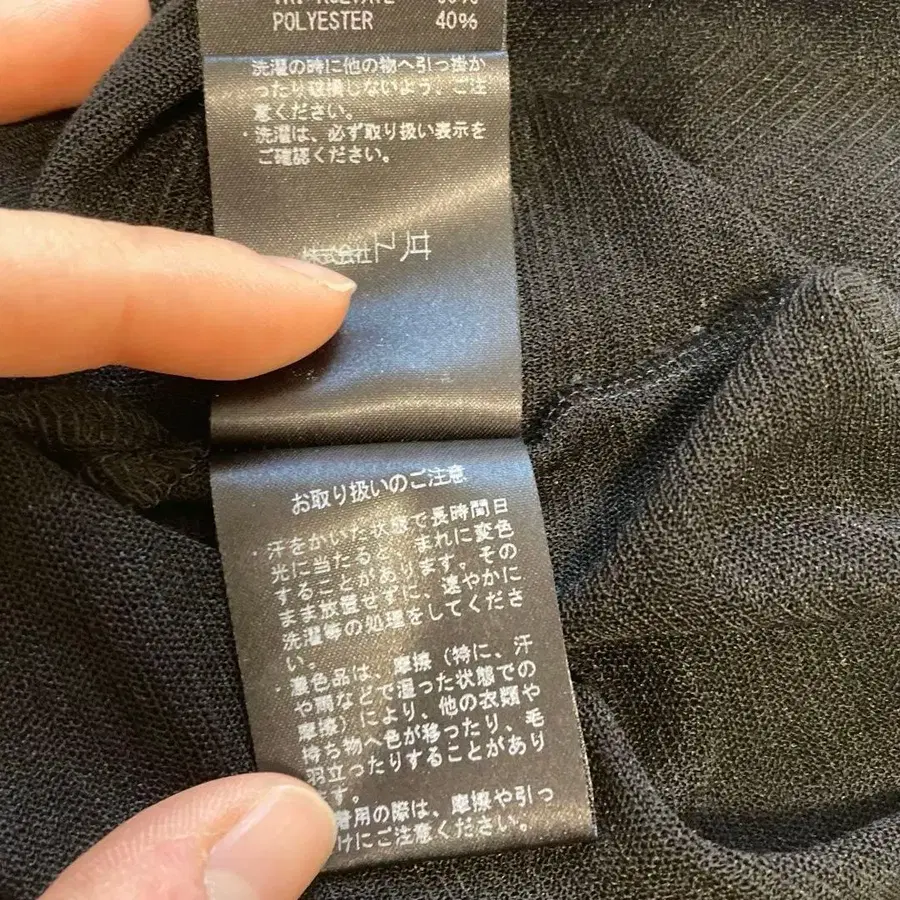 POLYESTER 40%
洗濯の時に他の物へ引っ掛か
ったり破損しないよう、ご注
意ください。
・洗濯は、必ず取り扱い表示を
ご確認ください。
株式会社
お取り扱いのご注意
・汗をかいた状態で長時間日
光に当たると、まれに変色
することがあります。その
まま放置せずに、速やかに
洗濯等の処理をしてくださ
い。
・濃色品は、摩擦（特に、汗
や雨などで湿った状態での
摩擦）により、他の衣類や
持ち物へ色が移ったり、毛
羽立ったりすることがあり
す。
着用の際は、摩擦や引っ
けにご注意ください。